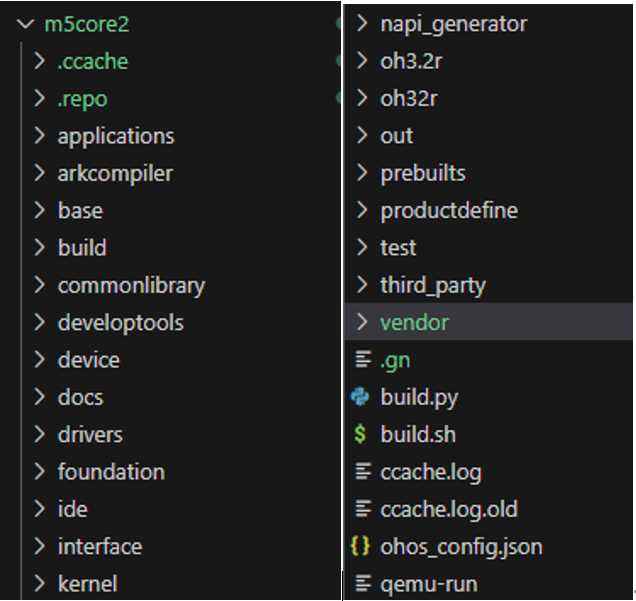 m5core2
.ccache
.repo
applications
arkcompiler
base
build
commonlibrary
developtools
device
docs
drivers
foundation
ide
interface
kernel
napi_generator
oh3.2r
oh32r
out
prebuilts
productdefine
test
third_party
vendor
.gn
build.py
build.sh
ccache.log
ccache.log.old
ohos_config.json
qemu-run